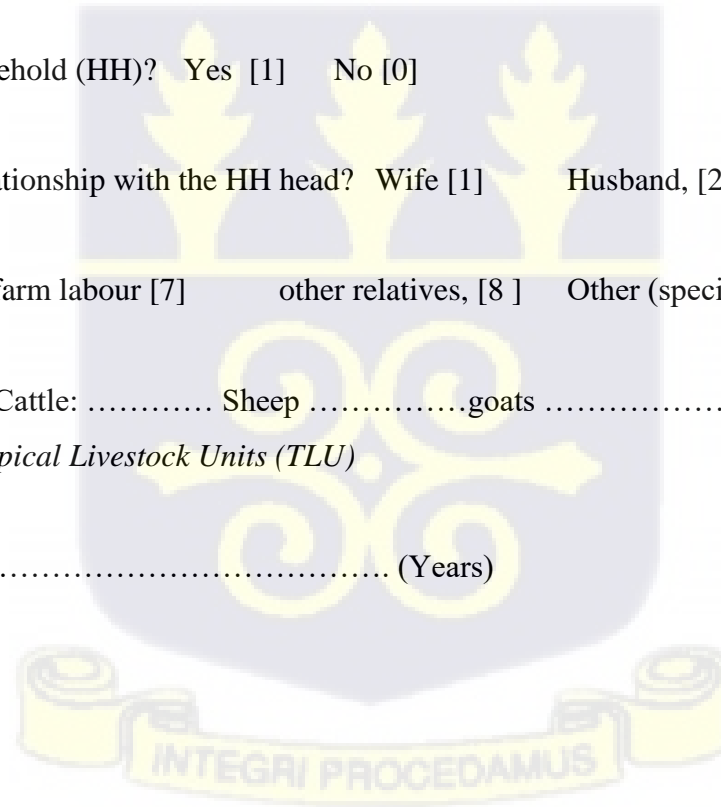 ehold (HH)? Yes [1] No [0]
ationship with the HH head? Wife [1] Husband, [2
farm labour [7] other relatives, [8 ] Other (speci
Cattle: ………… Sheep ……………goats ………………
pical Livestock Units (TLU)
…………………………………. (Years)
INTEGRI PROCEDAMUS